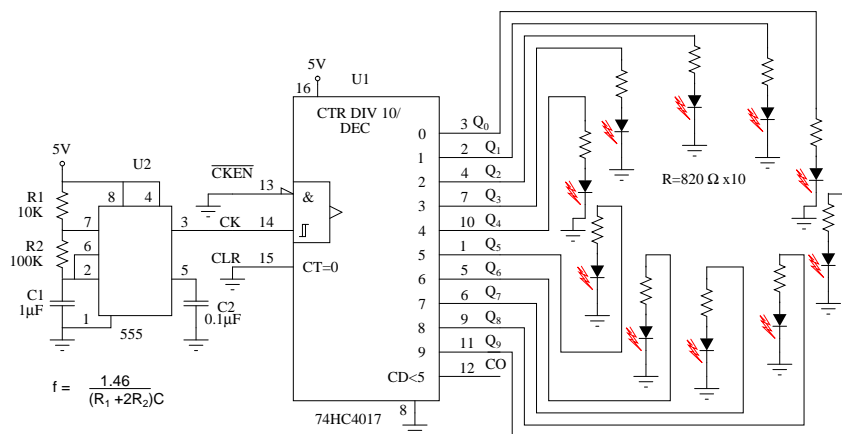 5V
U1
16
CTR DIV 10/
DEC
0
3 Q0
1
2 Q1
2
4 Q2
3
7 Q3
4
10 Q4
5
1 Q5
6
5 Q6
7
6 Q7
8
9 Q8
9
11 Q9
CD<5
12 CO
8
74HC4017
CKEN
13
&
CK
14
CLR
15
CT=0
5V
U2
8
4
R1
10K
7
3
R2
100K
6
2
5
C1
1µF
1
555
C2
0.1µF
f = 1.46
(R1 +2R2)C
R=820 Ω x10